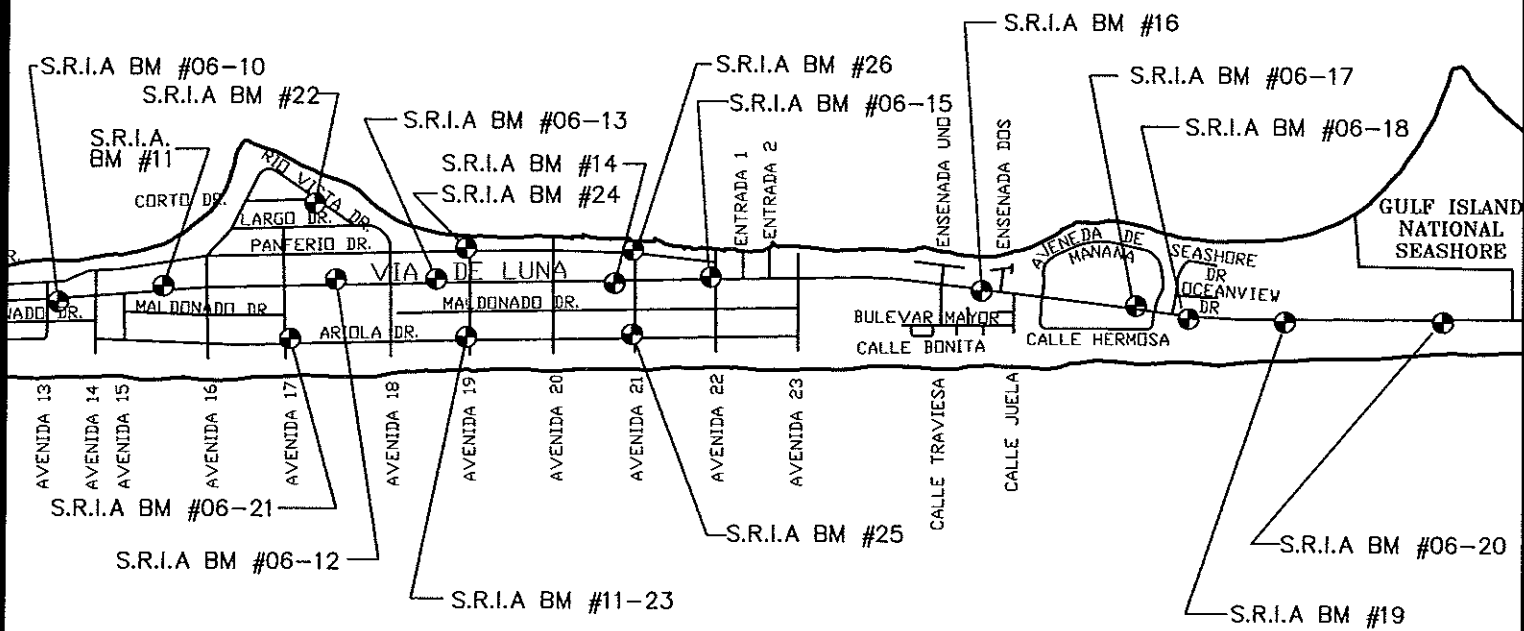 S.R.I.A BM #16
S.R.I.A BM #06-10
S.R.I.A BM #26
S.R.I.A BM #06-17
S.R.I.A BM #22
S.R.I.A BM #06-15
S.R.I.A BM #06-13
S.R.I.A BM #06-18
S.R.I.A.
BM #11
S.R.I.A BM #14
S.R.I.A BM #24
RIO VISTA DR.
CORTO DR.
LARGO DR.
PANFERIO DR.
ENTRADA 1
ENTRADA 2
ENSENADA UNO
ENSENADA DOS
AVENEDA DE
MANANA
SEASHORE
DR
OCEANVIEW
DR
GULF ISLAND
NATIONAL
SEASHORE
R.
VIA DE LUNA
NADO DR.
MALDONADO DR.
MALDONADO DR.
ARIOLA DR.
BULEVAR MAYOR
CALLE BONITA
CALLE HERMOSA
AVENIDA 13
AVENIDA 14
AVENIDA 15
AVENIDA 16
AVENIDA 17
AVENIDA 18
AVENIDA 19
AVENIDA 20
AVENIDA 21
AVENIDA 22
AVENIDA 23
CALLE TRAVIESA
CALLE JUELA
S.R.I.A BM #06-21
S.R.I.A BM #25
S.R.I.A BM #06-20
S.R.I.A BM #06-12
S.R.I.A BM #11-23
S.R.I.A BM #19